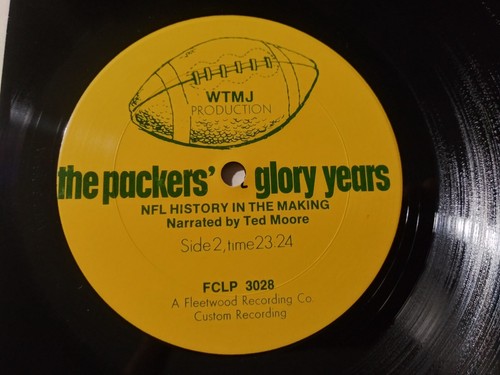 WTMJ
PRODUCTION
the packers' glory years
NFL HISTORY IN THE MAKING
Narrated by Ted Moore
Side 2, time 23:24
FCLP 3028
A Fleetwood Recording Co.
Custom Recording